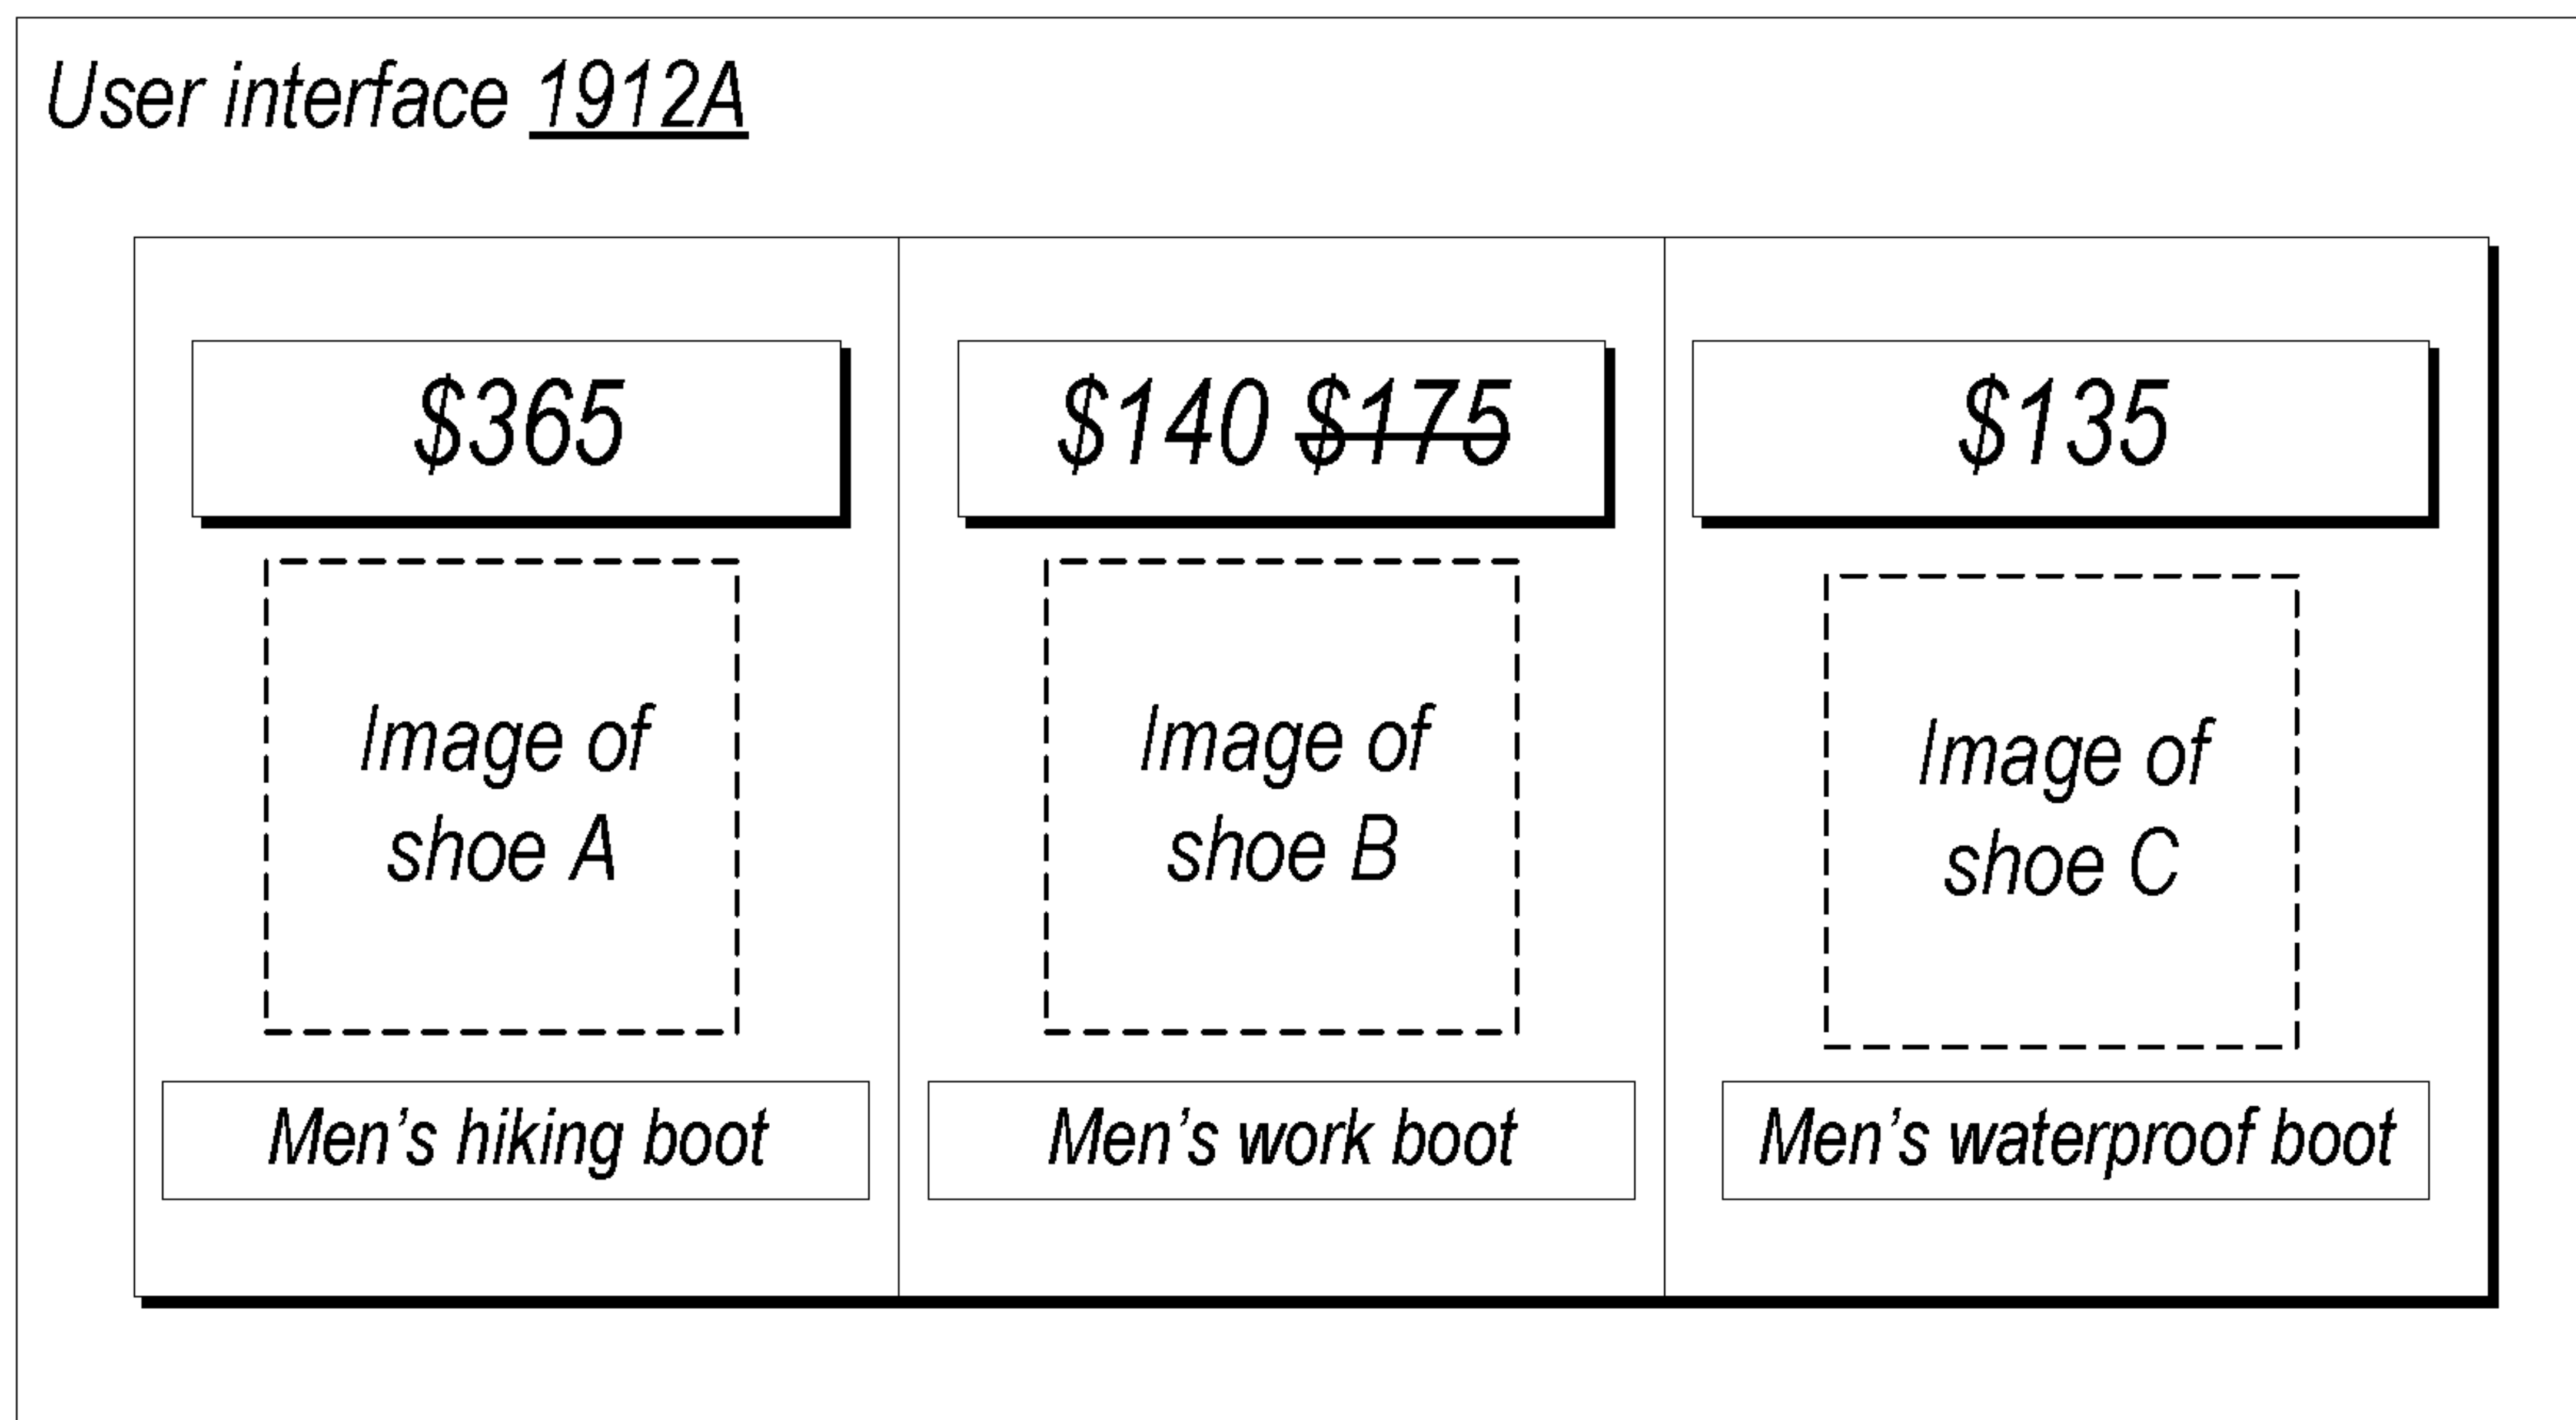 User interface 1912A
$365
$140 $175
$135
Image of
shoe A
Image of
shoe B
Image of
shoe C
Men's hiking boot
Men's work boot
Men's waterproof boot